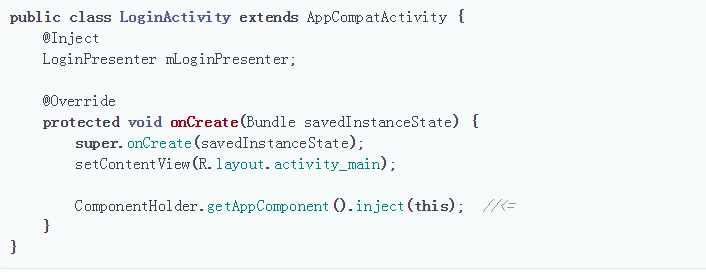 public class LoginActivity extends AppCompatActivity {
    @Inject
    LoginPresenter mLoginPresenter;

    @Override
    protected void onCreate(Bundle savedInstanceState) {
        super.onCreate(savedInstanceState);
        setContentView(R.layout.activity_main);

        ComponentHolder.getAppComponent().inject(this);  //<=
    }
}